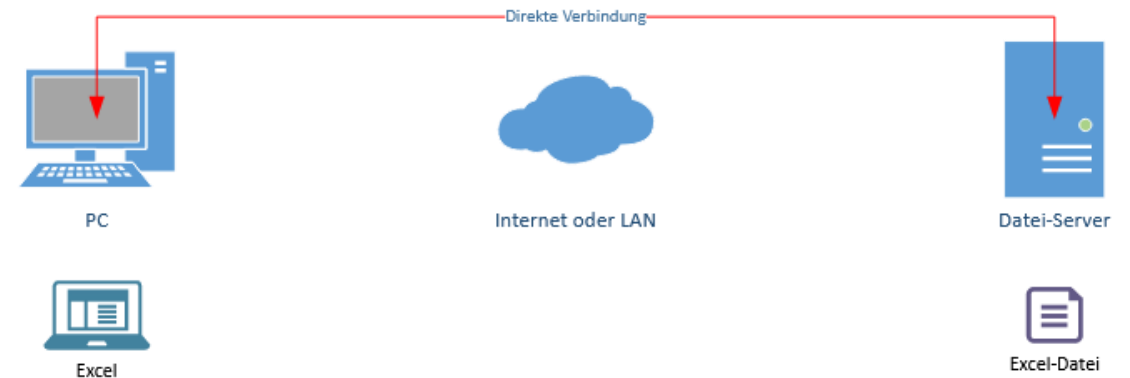 Direkte Verbindung
PC
Internet oder LAN
Datei-Server
Excel
Excel-Datei